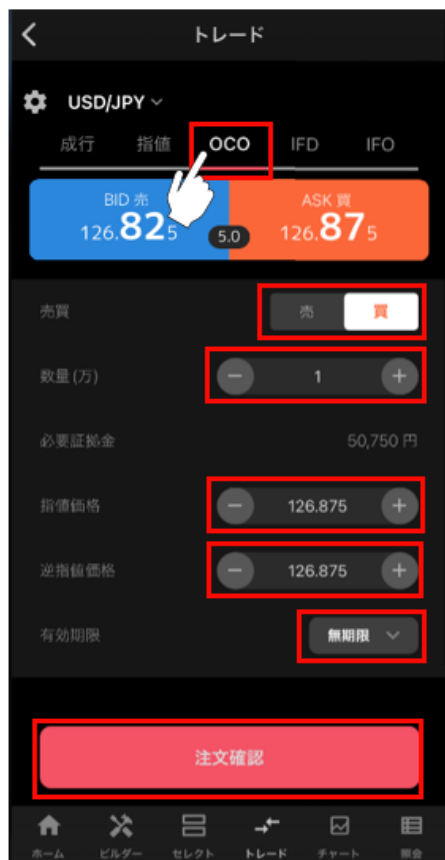 トレード
USD/JPY
成行 指値 OCO IFD IFO
BID 売 ASK 買
126.825 5.0 126.875
売買 売 買
数量(万) 1
必要証拠金 50,750 円
指値価格 126.875
逆指値価格 126.875
有効期限 無期限
注文確認
ホーム ビルダー セレクト トレード チャート 照会